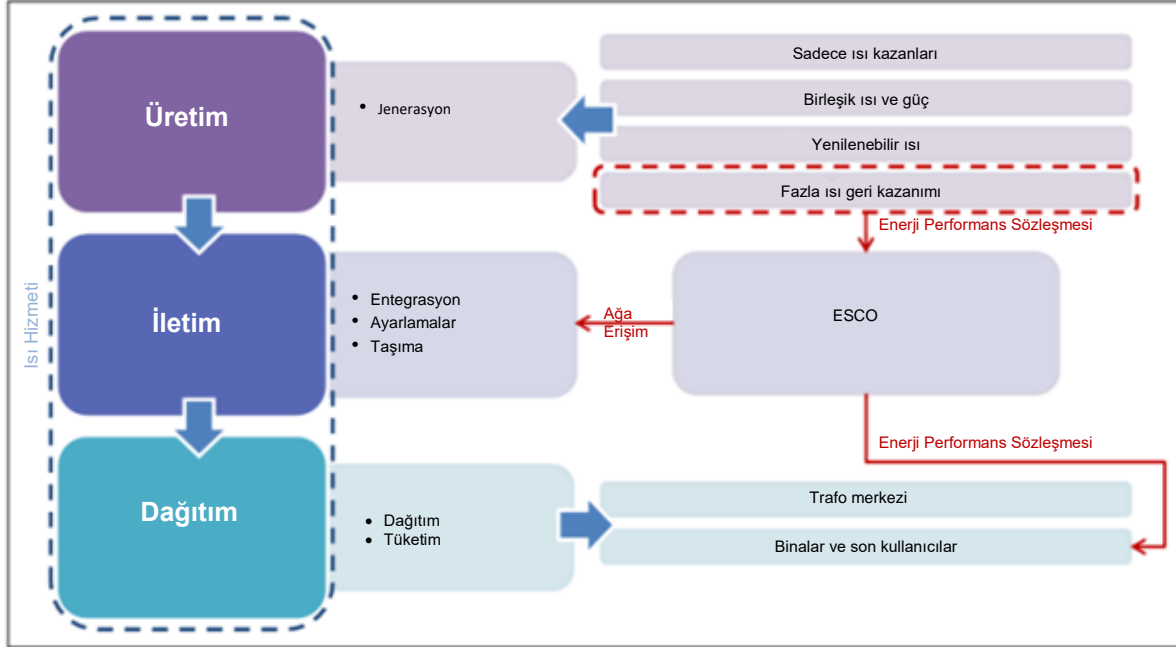 Isı Hizmeti
Üretim
• Jenerasyon
Sadece ısı kazanları
Birleşik ısı ve güç
Yenilenebilir ısı
Fazla ısı geri kazanımı
Enerji Performans Sözleşmesi
İletim
• Entegrasyon
• Ayarlamalar
• Taşıma
Ağa
Erişim
ESCO
Enerji Performans Sözleşmesi
Dağıtım
• Dağıtım
• Tüketim
Trafo merkezi
Binalar ve son kullanıcılar